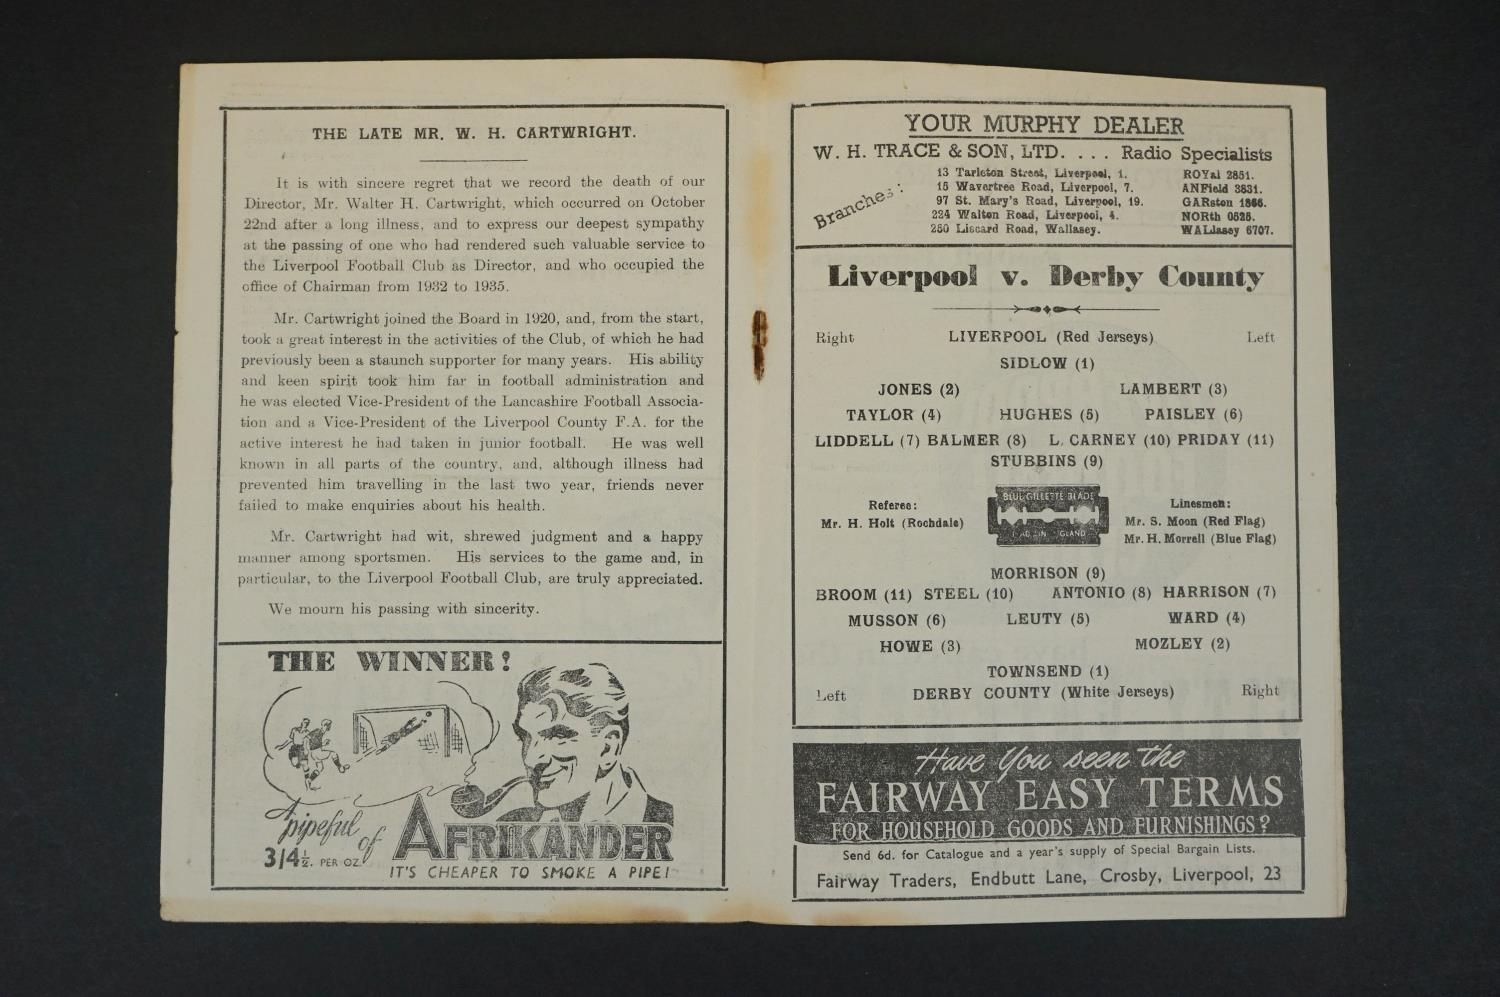 THE LATE MR. W. H. CARTWRIGHT.
It is with sincere regret that we record the death of our
Director, Mr. Walter H. Cartwright, which occurred on October
22nd after a long illness, and to express our deepest sympathy
at the passing of one who had rendered such valuable service to
the Liverpool Football Club as Director, and who occupied the
office of Chairman from 1932 to 1935.
Mr. Cartwright joined the Board in 1920, and, from the start,
took a great interest in the activities of the Club, of which he had
previously been a staunch supporter for many years. His ability
and keen spirit took him far in football administration and
he was elected Vice-President of the Lancashire Football Associa-
tion and a Vice-President of the Liverpool County F.A. for the
active interest he had taken in junior football. He was well
known in all parts of the country, and, although illness had
prevented him travelling in the last two year, friends never
failed to make enquiries about his health.
Mr. Cartwright had wit, shrewed judgment and a happy
manner among sportsmen. His services to the game and, in
particular, to the Liverpool Football Club, are truly appreciated.
We mourn his passing with sincerity.
THE WINNER!
A pipeful of
AFRIKANDER
3/4½. PER OZ.
IT'S CHEAPER TO SMOKE A PIPE!
YOUR MURPHY DEALER
W. H. TRACE & SON, LTD. . . . . Radio Specialists
Branches:
13 Tarleton Street, Liverpool, 1. ROYal 2851.
15 Wavertree Road, Liverpool, 7. ANField 3831.
97 St. Mary's Road, Liverpool, 19. GARston 1866.
224 Walton Road, Liverpool, 4. NORth 0525.
250 Liscard Road, Wallasey. WALlasey 6707.
Liverpool v. Derby County
Right LIVERPOOL (Red Jerseys) Left
SIDLOW (1)
JONES (2) LAMBERT (3)
TAYLOR (4) HUGHES (5) PAISLEY (6)
LIDDELL (7) BALMER (8) L. CARNEY (10) PRIDAY (11)
STUBBINS (9)
Referee:
Mr. H. Holt (Rochdale)
BLUE GILLETTE BLADE
Linesmen:
Mr. S. Moon (Red Flag)
Mr. H. Morrell (Blue Flag)
MORRISON (9)
BROOM (11) STEEL (10) ANTONIO (8) HARRISON (7)
MUSSON (6) LEUTY (5) WARD (4)
HOWE (3) MOZLEY (2)
TOWNSEND (1)
Left DERBY COUNTY (White Jerseys) Right
Have You seen the
FAIRWAY EASY TERMS
FOR HOUSEHOLD GOODS AND FURNISHINGS?
Send 6d. for Catalogue and a year's supply of Special Bargain Lists.
Fairway Traders, Endbutt Lane, Crosby, Liverpool, 23